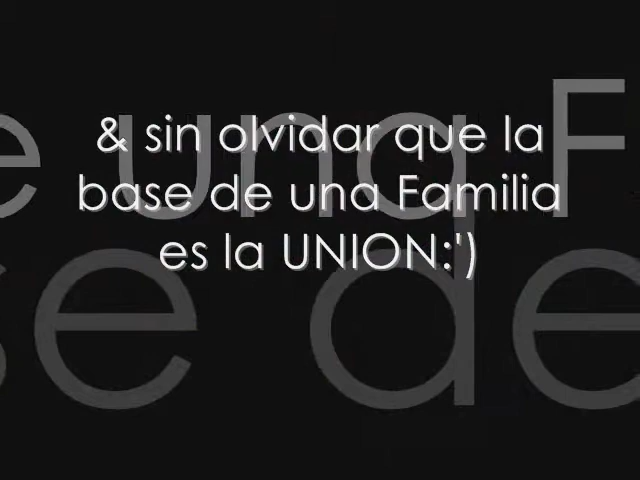 & sin olvidar que la
base de una Familia
es la UNION:')